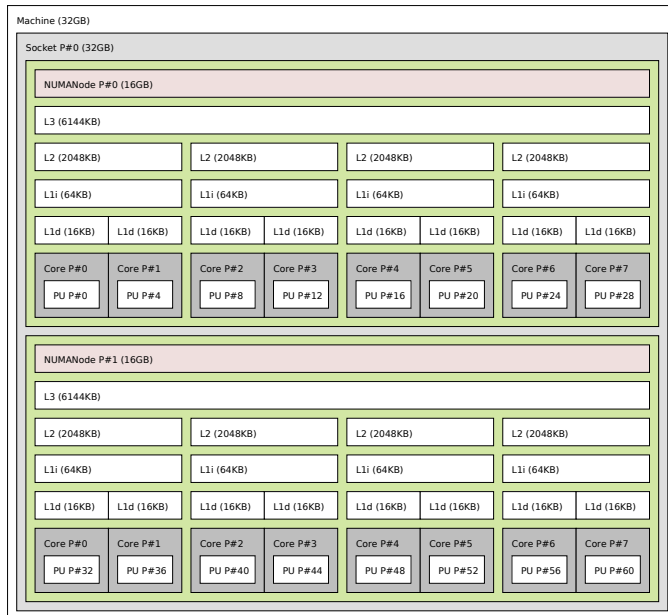 Machine (32GB)
Socket P#0 (32GB)
NUMANode P#0 (16GB)
L3 (6144KB)
L2 (2048KB) L2 (2048KB) L2 (2048KB) L2 (2048KB)
L1i (64KB) L1i (64KB) L1i (64KB) L1i (64KB)
L1d (16KB) L1d (16KB) L1d (16KB) L1d (16KB) L1d (16KB) L1d (16KB) L1d (16KB) L1d (16KB)
Core P#0 Core P#1 Core P#2 Core P#3 Core P#4 Core P#5 Core P#6 Core P#7
PU P#0 PU P#4 PU P#8 PU P#12 PU P#16 PU P#20 PU P#24 PU P#28
NUMANode P#1 (16GB)
L3 (6144KB)
L2 (2048KB) L2 (2048KB) L2 (2048KB) L2 (2048KB)
L1i (64KB) L1i (64KB) L1i (64KB) L1i (64KB)
L1d (16KB) L1d (16KB) L1d (16KB) L1d (16KB) L1d (16KB) L1d (16KB) L1d (16KB) L1d (16KB)
Core P#0 Core P#1 Core P#2 Core P#3 Core P#4 Core P#5 Core P#6 Core P#7
PU P#32 PU P#36 PU P#40 PU P#44 PU P#48 PU P#52 PU P#56 PU P#60